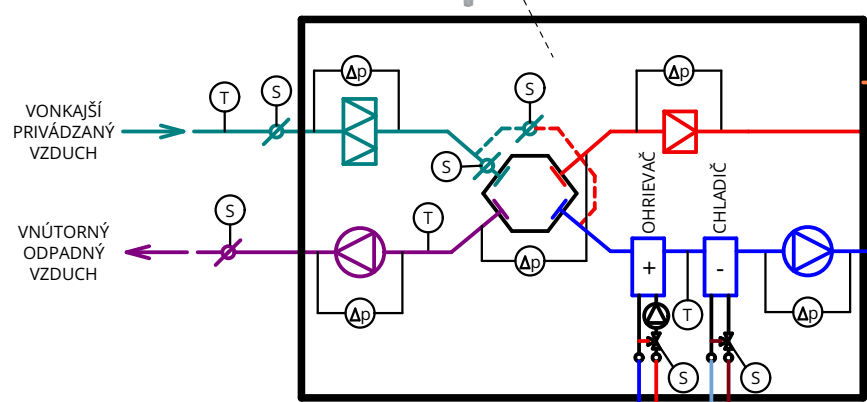 Δp
Δp
T
S
S
VONKAJŠÍ
PRIVÁDZANÝ
VZDUCH
S
OHRIEVAČ
CHLADIČ
S
T
VNÚTORNÝ
ODPADNÝ
VZDUCH
Δp
+
-
Δp
T
Δp
S
S